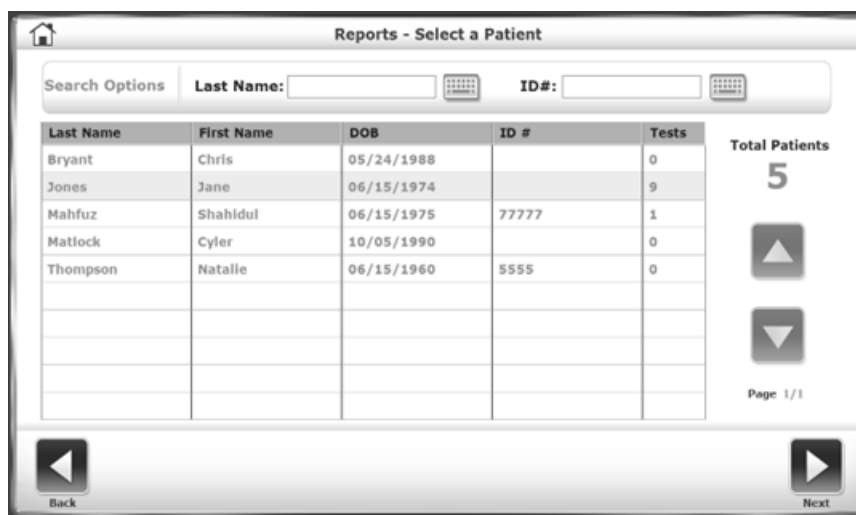 Reports - Select a Patient
Search Options Last Name: ID#:
Last Name First Name DOB ID # Tests
Bryant Chris 05/24/1988 0
Jones Jane 06/15/1974 9
Mahfuz Shahidul 06/15/1975 77777 1
Matlock Cyler 10/05/1990 0
Thompson Natalie 06/15/1960 5555 0
Total Patients
5
Page 1/1
Back Next